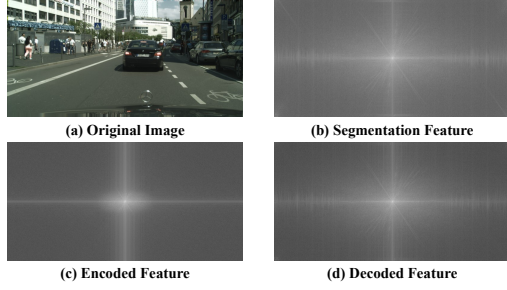 (a) Original Image
(b) Segmentation Feature
(c) Encoded Feature
(d) Decoded Feature